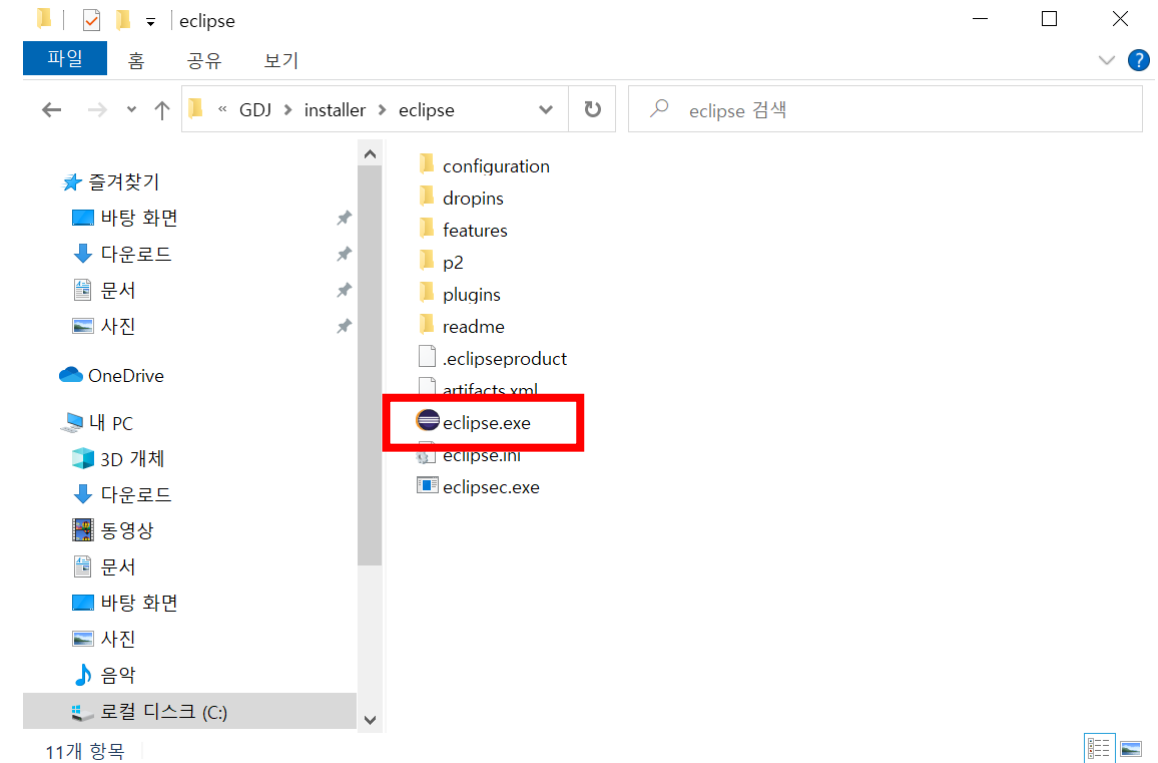 eclipse
파일 홈 공유 보기
« GDJ > installer > eclipse
eclipse 검색
즐겨찾기
바탕 화면
다운로드
문서
사진
OneDrive
내 PC
3D 개체
다운로드
동영상
문서
바탕 화면
사진
음악
로컬 디스크 (C:)
configuration
dropins
features
p2
plugins
readme
.eclipseproduct
artifacts.xml
eclipse.exe
eclipse.ini
eclipsec.exe
11개 항목